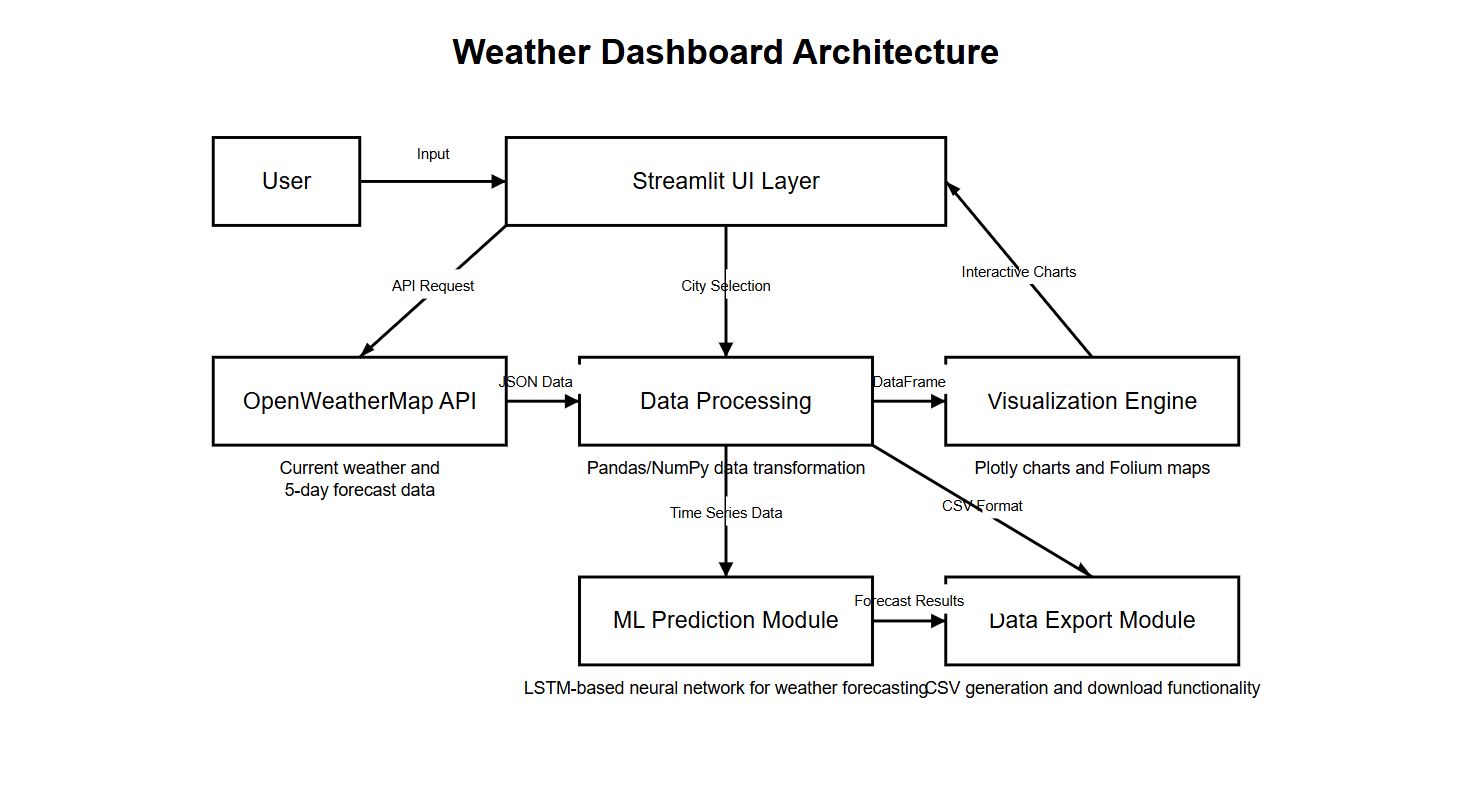 Weather Dashboard Architecture
User
Input
Streamlit UI Layer
API Request
City Selection
Interactive Charts
OpenWeatherMap API
JSON Data
Data Processing
DataFrame
Visualization Engine
Current weather and
5-day forecast data
Pandas/NumPy data transformation
Plotly charts and Folium maps
Time Series Data
CSV Format
ML Prediction Module
Forecast Results
Data Export Module
LSTM-based neural network for weather forecasting
CSV generation and download functionality